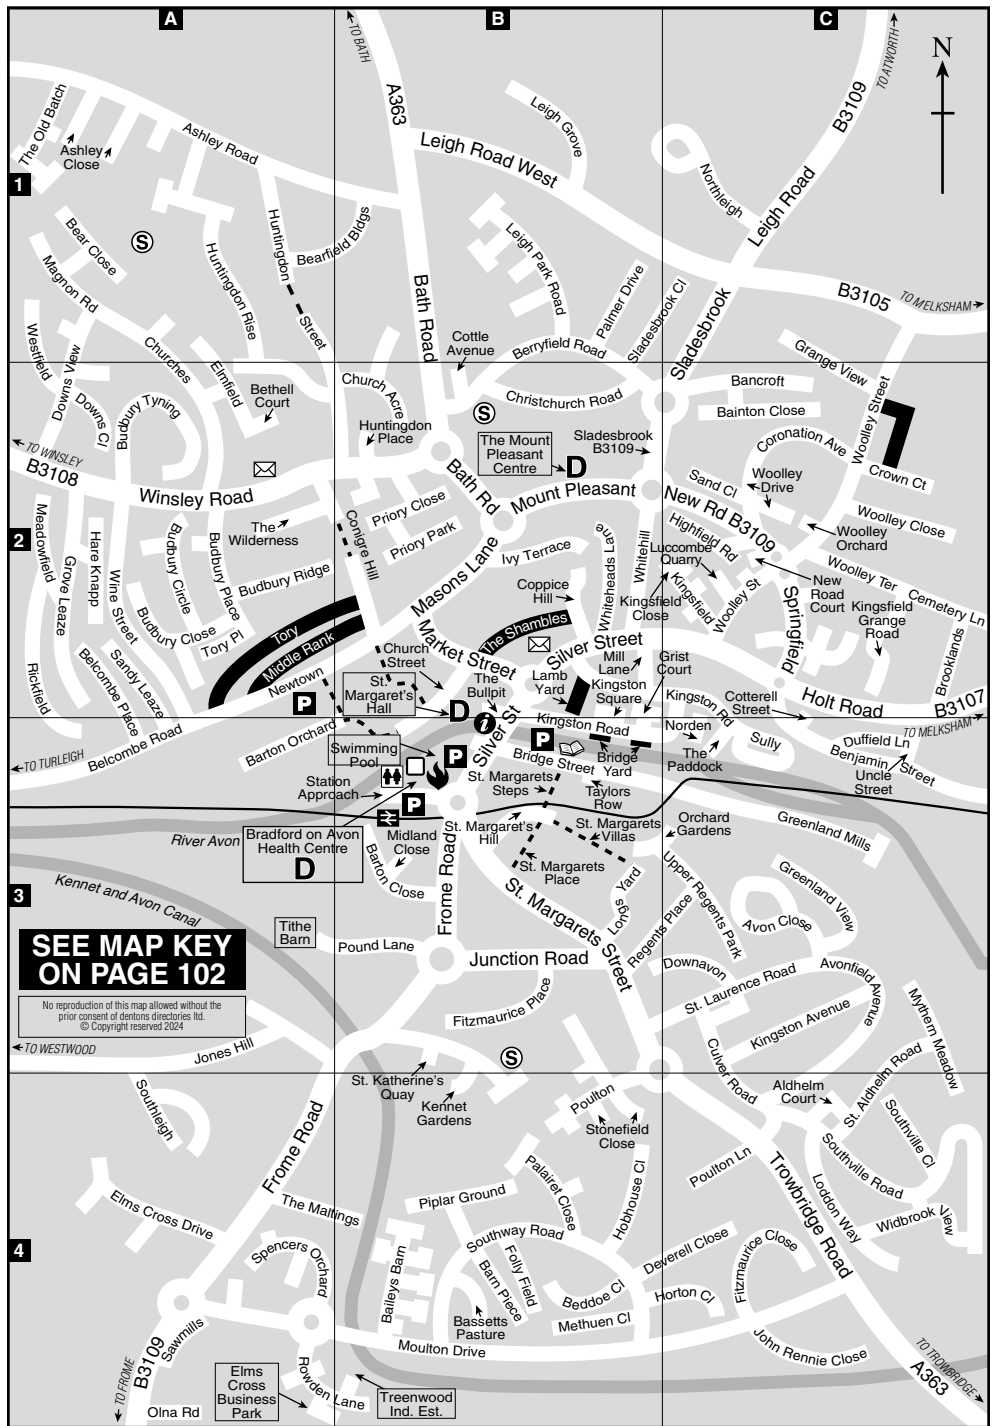 A
B
C
1
2
3
4
N
TO BATH
A363
TO ATWORTH
B3109
The Old Batch
Ashley
Close
Ashley Road
Leigh Grove
Leigh Road West
Northleigh
Leigh Road
Bear Close
S
Huntingdon
Street
Bearfield Bldgs
Huntingdon Rise
Magnon Rd
Bath Road
Leigh Park Road
Palmer Drive
Sladesbrook Cl
Sladesbrook
B3105
TO MELKSHAM
Westfield
Downs View
Churches
Elmfield
Cottle
Avenue
Berryfield Road
Grange View
Woolley Street
Downs Cl
Budbury Tyning
Bethell
Court
Church Acre
Huntingdon
Place
S
Christchurch Road
Bancroft
Bainton Close
Coronation Ave
Crown Ct
TO WINSLEY
B3108
Winsley Road
The Mount
Pleasant
Centre
D
Sladesbrook
B3109
Bath Rd
Mount Pleasant
Sand Cl
Woolley
Drive
New Rd B3109
Woolley Close
Woolley
Orchard
Meadowfield
Grove Leaze
Hare Knapp
Wine Street
Budbury Circle
Budbury Place
The
Wilderness
Conigre Hill
Priory Close
Priory Park
Masons Lane
Ivy Terrace
Whiteheads Lane
Whitehill
Highfield Rd
Luccombe
Quarry
Woolley Ter
Cemetery Ln
Budbury Ridge
Coppice
Hill
Kingsfield
Close
Kingsfield
Woolley St
New
Road
Court
Springfield
Kingsfield
Grange
Road
Budbury Close
Tory Pl
Tory
Middle Rank
Newtown
Market Street
The Shambles
Silver Street
Church
Street
Mill
Lane
Grist
Court
Brooklands
Rickfield
Belcombe Place
Sandy Leaze
St.
Margaret's
Hall
D
The
Bullpit
Lamb
Yard
Kingston
Square
Kingston Rd
Cotterell
Street
Holt Road
B3107
TO MELKSHAM
P
i
Silver St
Kingston Road
Norden
Sully
Duffield Ln
TO TURLEIGH
Belcombe Road
Barton Orchard
Swimming
Pool
P
P
Bridge Street
Bridge
Yard
The
Paddock
Benjamin Street
Uncle
Street
Station
Approach
P
St. Margarets
Steps
Taylors
Row
River Avon
Bradford on Avon
Health Centre
D
Midland
Close
St. Margaret's
Hill
St. Margarets
Villas
Orchard
Gardens
Greenland Mills
Kennet and Avon Canal
Barton Close
Frome Road
St. Margarets
Place
St. Margarets Street
Longs Yard
Upper Regents Park
Regents Place
Greenland View
Avon Close
SEE MAP KEY
ON PAGE 102
Tithe
Barn
Pound Lane
Junction Road
Downavon
Avonfield
Avenue
St. Laurence Road
No reproduction of this map allowed without the
prior consent of dentons directories ltd.
© Copyright reserved 2024
Fitzmaurice Place
Kingston Avenue
Mythern Meadow
TO WESTWOOD
Jones Hill
S
Culver Road
St. Katherine's
Quay
Kennet
Gardens
Poulton
Stonefield
Close
Aldhelm
Court
St. Aldhelm Road
Southleigh
Frome Road
Southville Cl
Southville Road
Palairet Close
Hobhouse Cl
Poulton Ln
Trowbridge Road
Loddon Way
Widbrook View
Elms Cross Drive
The Maltings
Piplar Ground
Southway Road
Spencers Orchard
Baileys Barn
Folly Field
Barn Piece
Deverell Close
Fitzmaurice Close
Beddoe Cl
Horton Cl
Bassetts
Pasture
Methuen Cl
Sawmills
Moulton Drive
John Rennie Close
TO FROME
B3109
Elms
Cross
Business
Park
Rowden Lane
Treenwood
Ind. Est.
TO TROWBRIDGE
A363
Olna Rd